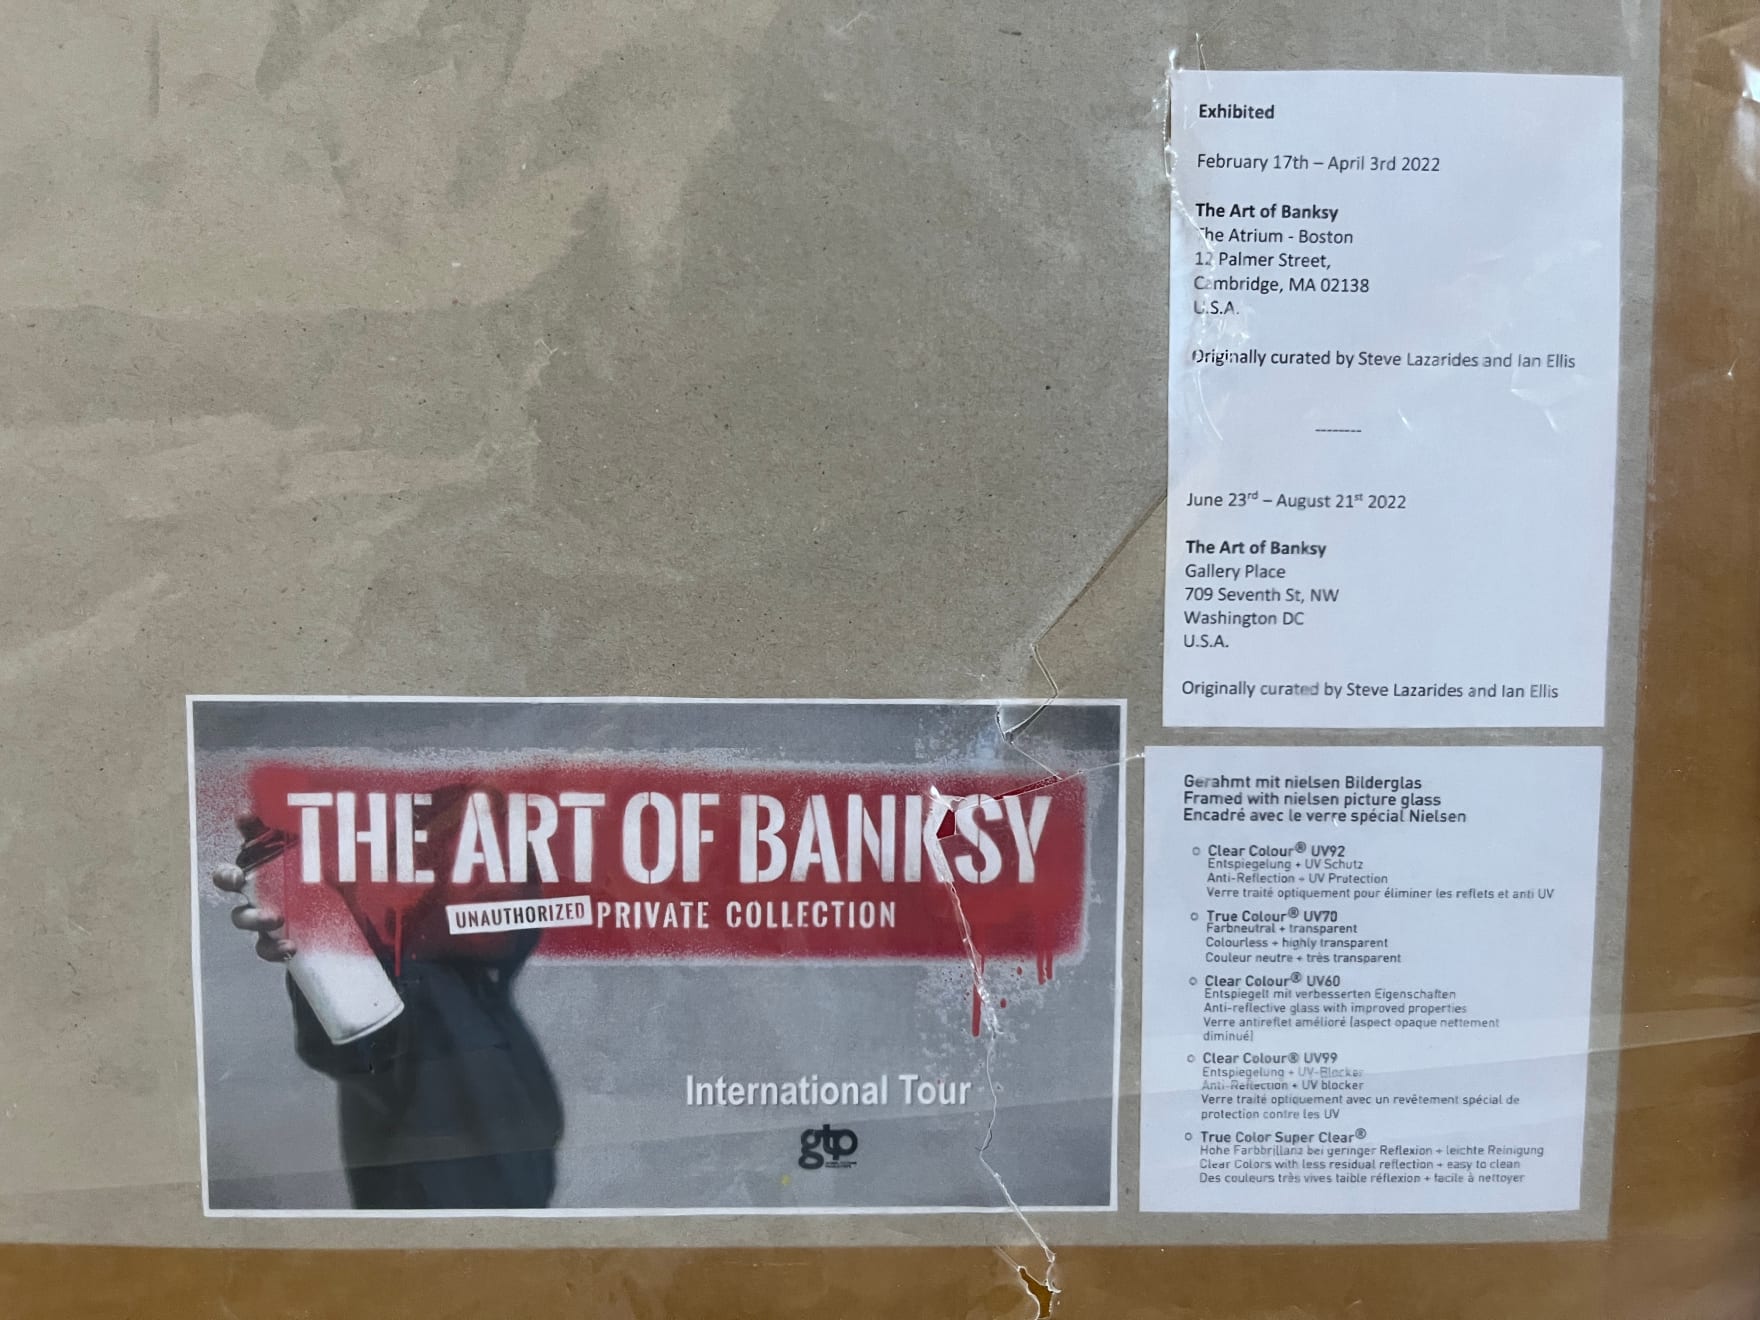 Exhibited
February 17th – April 3rd 2022
The Art of Banksy
The Atrium - Boston
12 Palmer Street,
Cambridge, MA 02138
U.S.A.
Originally curated by Steve Lazarides and Ian Ellis
--------
June 23rd – August 21st 2022
The Art of Banksy
Gallery Place
709 Seventh St, NW
Washington DC
U.S.A.
Originally curated by Steve Lazarides and Ian Ellis
THE ART OF BANKSY
UNAUTHORIZED PRIVATE COLLECTION
International Tour
gtp
Gerahmt mit nielsen Bilderglas
Framed with nielsen picture glass
Encadré avec le verre spécial Nielsen
Clear Colour® UV92
Entspiegelung + UV Schutz
Anti-Reflection + UV Protection
Verre traité optiquement pour éliminer les reflets et anti UV
True Colour® UV70
Farbneutral + transparent
Colourless + highly transparent
Couleur neutre + très transparent
Clear Colour® UV60
Entspiegelt mit verbesserten Eigenschaften
Anti-reflective glass with improved properties
Verre antireflet amélioré (aspect opaque nettement
diminué)
Clear Colour® UV99
Entspiegelung + UV-Blocker
Anti-Reflection + UV blocker
Verre traité optiquement avec un revêtement spécial de
protection contre les UV
True Color Super Clear®
Hohe Farbbrillanz bei geringer Reflexion + leichte Reinigung
Clear Colors with less residual reflection + easy to clean
Des couleurs très vives faible réflexion + facile à nettoyer